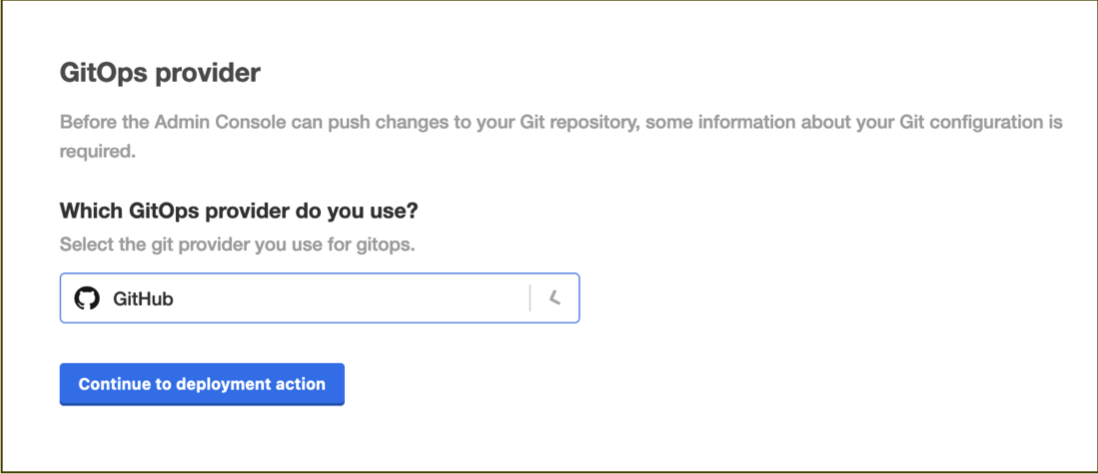 GitOps provider
Before the Admin Console can push changes to your Git repository, some information about your Git configuration is
required.
Which GitOps provider do you use?
Select the git provider you use for gitops.
GitHub
Continue to deployment action